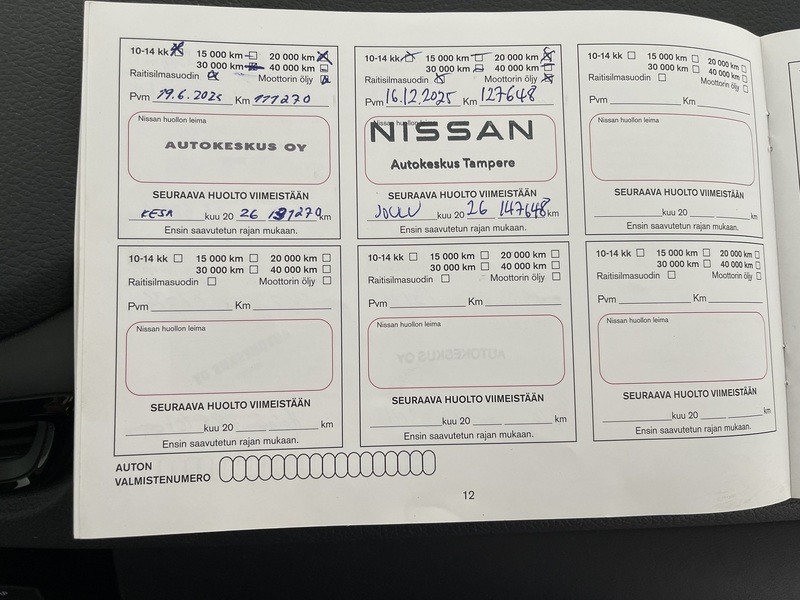 10-14 kk 15 000 km 20 000 km
30 000 km 40 000 km
Raitisilmasuodin Moottorin öljy
Pvm 19.6.2025 Km 111270
Nissan huollon leima
AUTOKESKUS OY
SEURAAVA HUOLTO VIIMEISTÄÄN
KESÄ kuu 20 26 131270 km
Ensin saavutetun rajan mukaan.
10-14 kk 15 000 km 20 000 km
30 000 km 40 000 km
Raitisilmasuodin Moottorin öljy
Pvm 16.12.2025 Km 127648
Nissan huollon leima
NISSAN
Autokeskus Tampere
SEURAAVA HUOLTO VIIMEISTÄÄN
JOULU kuu 20 26 147648 km
Ensin saavutetun rajan mukaan.
10-14 kk 15 000 km 20 000 km
30 000 km 40 000 km
Raitisilmasuodin Moottorin öljy
Pvm Km
Nissan huollon leima
SEURAAVA HUOLTO VIIMEISTÄÄN
kuu 20 km
Ensin saavutetun rajan mukaan.
10-14 kk 15 000 km 20 000 km
30 000 km 40 000 km
Raitisilmasuodin Moottorin öljy
Pvm Km
Nissan huollon leima
SEURAAVA HUOLTO VIIMEISTÄÄN
kuu 20 km
Ensin saavutetun rajan mukaan.
10-14 kk 15 000 km 20 000 km
30 000 km 40 000 km
Raitisilmasuodin Moottorin öljy
Pvm Km
Nissan huollon leima
SEURAAVA HUOLTO VIIMEISTÄÄN
kuu 20 km
Ensin saavutetun rajan mukaan.
10-14 kk 15 000 km 20 000 km
30 000 km 40 000 km
Raitisilmasuodin Moottorin öljy
Pvm Km
Nissan huollon leima
SEURAAVA HUOLTO VIIMEISTÄÄN
kuu 20 km
Ensin saavutetun rajan mukaan.
AUTON
VALMISTENUMERO
12